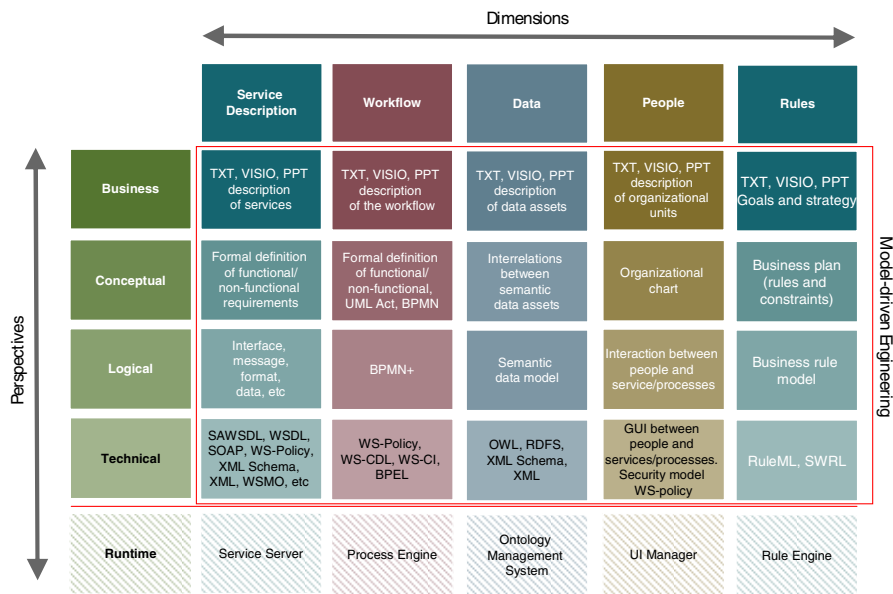 Dimensions
Service
Description
Workflow
Data
People
Rules
Perspectives
Model-driven Engineering
Business
TXT, VISIO, PPT
description
of services
TXT, VISIO, PPT
description
of the workflow
TXT, VISIO, PPT
description
of data assets
TXT, VISIO, PPT
description
of organizational
units
TXT, VISIO, PPT
Goals and strategy
Conceptual
Formal definition
of functional/
non-functional
requirements
Formal definition
of functional/
non-functional,
UML Act, BPMN
Interrelations
between
semantic
data assets
Organizational
chart
Business plan
(rules and
constraints)
Logical
Interface,
message,
format,
data, etc
BPMN+
Semantic
data model
Interaction between
people and
service/processes
Business rule
model
Technical
SAWSDL, WSDL,
SOAP, WS-Policy,
XML Schema,
XML, WSMO, etc
WS-Policy,
WS-CDL, WS-CI,
BPEL
OWL, RDFS,
XML Schema,
XML
GUI between
people and
services/processes.
Security model
WS-policy
RuleML, SWRL
Runtime
Service Server
Process Engine
Ontology
Management
System
UI Manager
Rule Engine